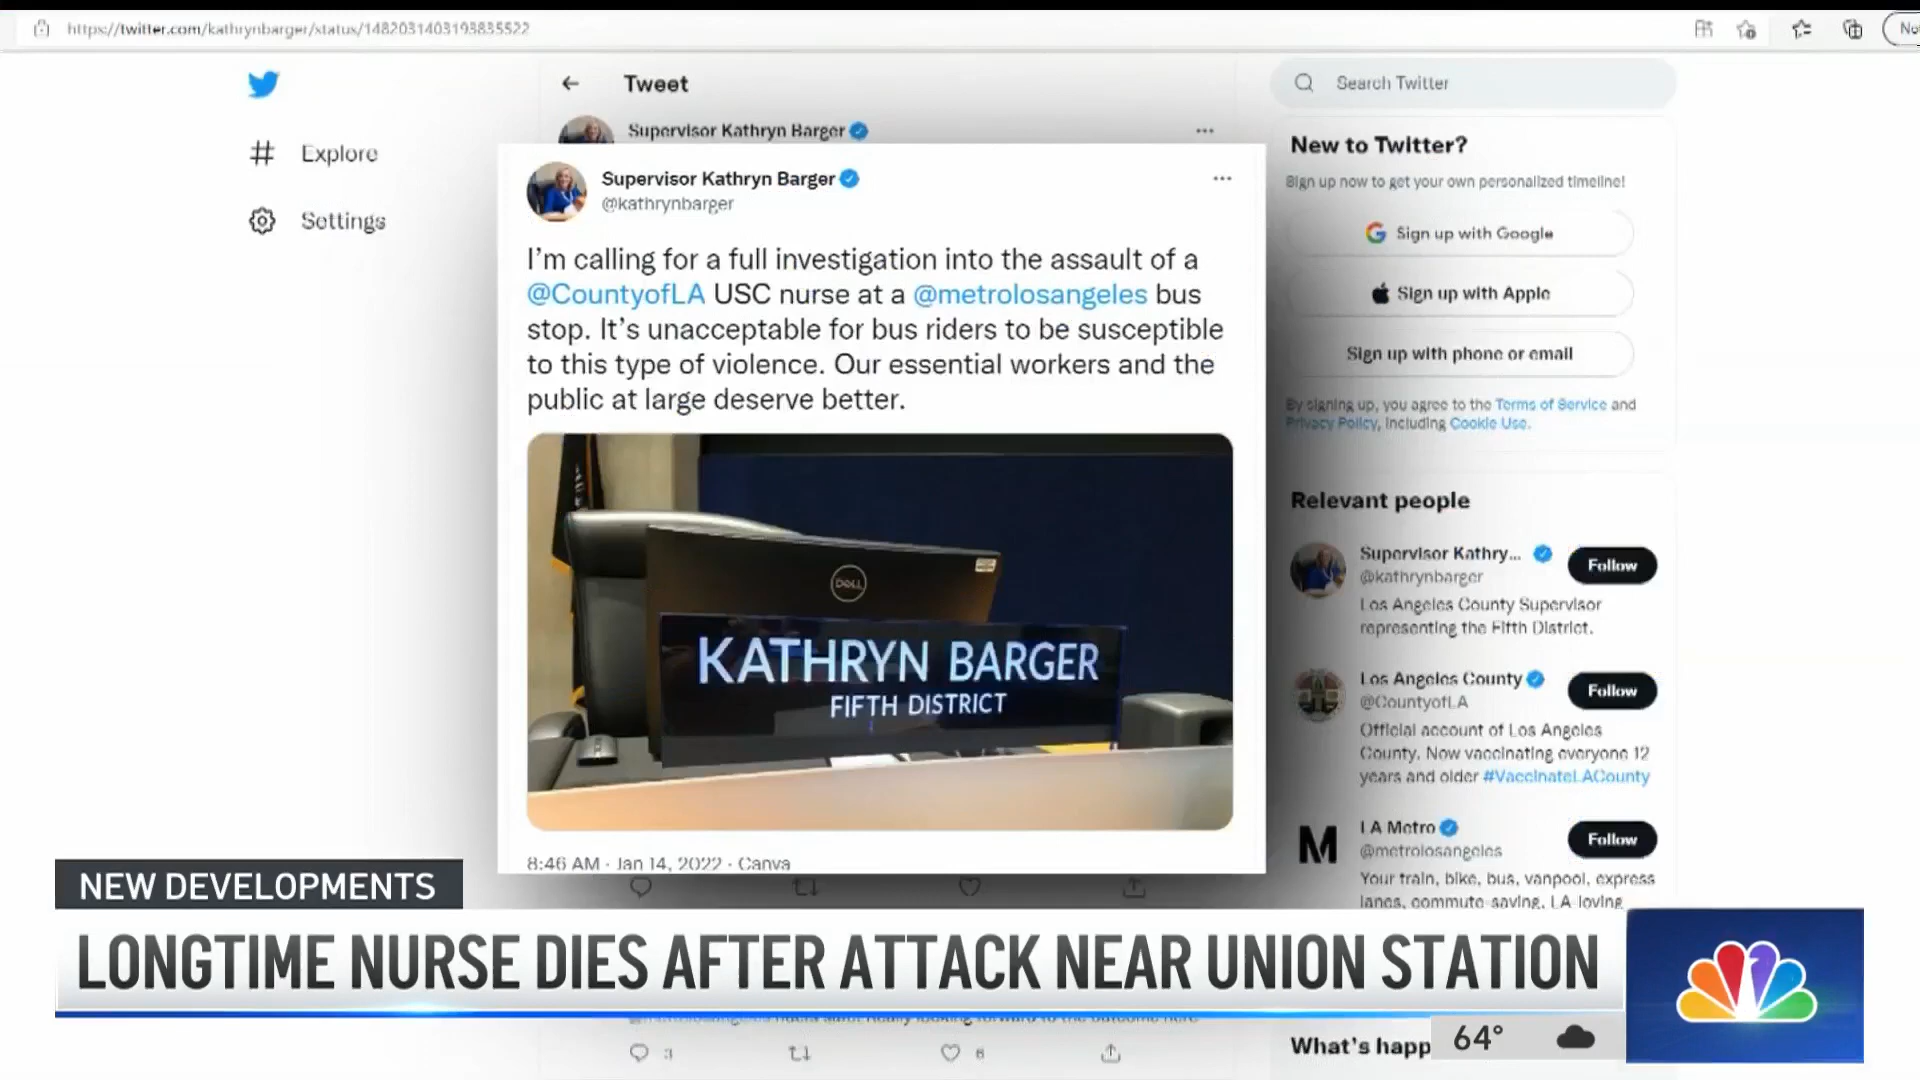 https://twitter.com/kathrynbarger/status/1482031403193835522
Explore
Settings
Tweet
Supervisor Kathryn Barger
Supervisor Kathryn Barger
@kathrynbarger
I'm calling for a full investigation into the assault of a
@CountyofLA USC nurse at a @metrolosangeles bus
stop. It's unacceptable for bus riders to be susceptible
to this type of violence. Our essential workers and the
public at large deserve better.
DELL
KATHRYN BARGER
FIFTH DISTRICT
8:46 AM · Jan 14, 2022 · Canva
3
6
Search Twitter
New to Twitter?
Sign up now to get your own personalized timeline!
Sign up with Google
Sign up with Apple
Sign up with phone or email
By signing up, you agree to the Terms of Service and
Privacy Policy, including Cookie Use.
Relevant people
Supervisor Kathry...
@kathrynbarger
Follow
Los Angeles County Supervisor
representing the Fifth District.
Los Angeles County
@CountyofLA
Follow
Official account of Los Angeles
County. Now vaccinating everyone 12
years and older #VaccinateLACounty
LA Metro
@metrolosangeles
Follow
Your train, bike, bus, vanpool, express
lanes, commute-saving, LA-loving
What's happ
NEW DEVELOPMENTS
LONGTIME NURSE DIES AFTER ATTACK NEAR UNION STATION
64°